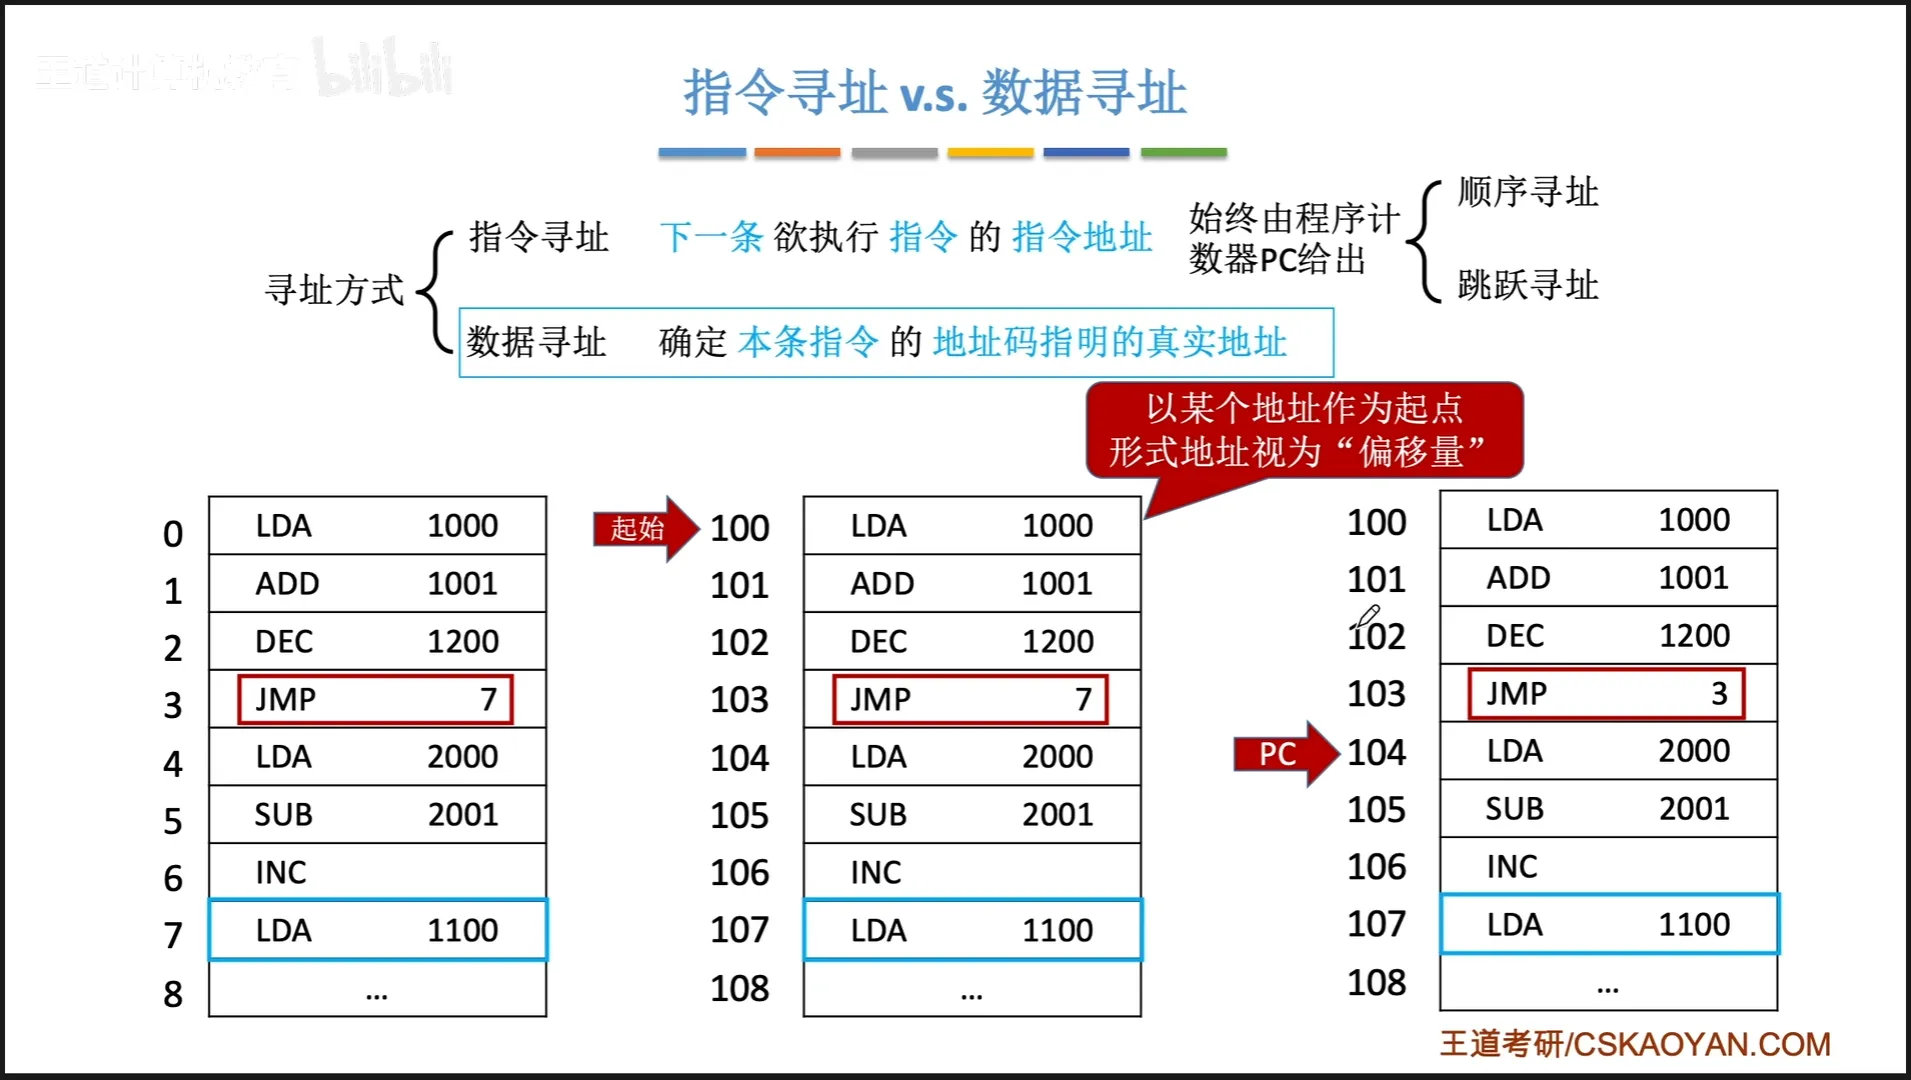 王道计算机教育 bilibili
指令寻址 v.s. 数据寻址
寻址方式
指令寻址 下一条 欲执行 指令 的 指令地址
始终由程序计
数器PC给出
顺序寻址
跳跃寻址
数据寻址 确定 本条指令 的 地址码指明的真实地址
以某个地址作为起点
形式地址视为“偏移量”
0 LDA 1000
1 ADD 1001
2 DEC 1200
3 JMP 7
4 LDA 2000
5 SUB 2001
6 INC
7 LDA 1100
8 ...
起始
100 LDA 1000
101 ADD 1001
102 DEC 1200
103 JMP 7
104 LDA 2000
105 SUB 2001
106 INC
107 LDA 1100
108 ...
100 LDA 1000
101 ADD 1001
102 DEC 1200
103 JMP 3
PC
104 LDA 2000
105 SUB 2001
106 INC
107 LDA 1100
108 ...
王道考研/CSKAOYAN.COM